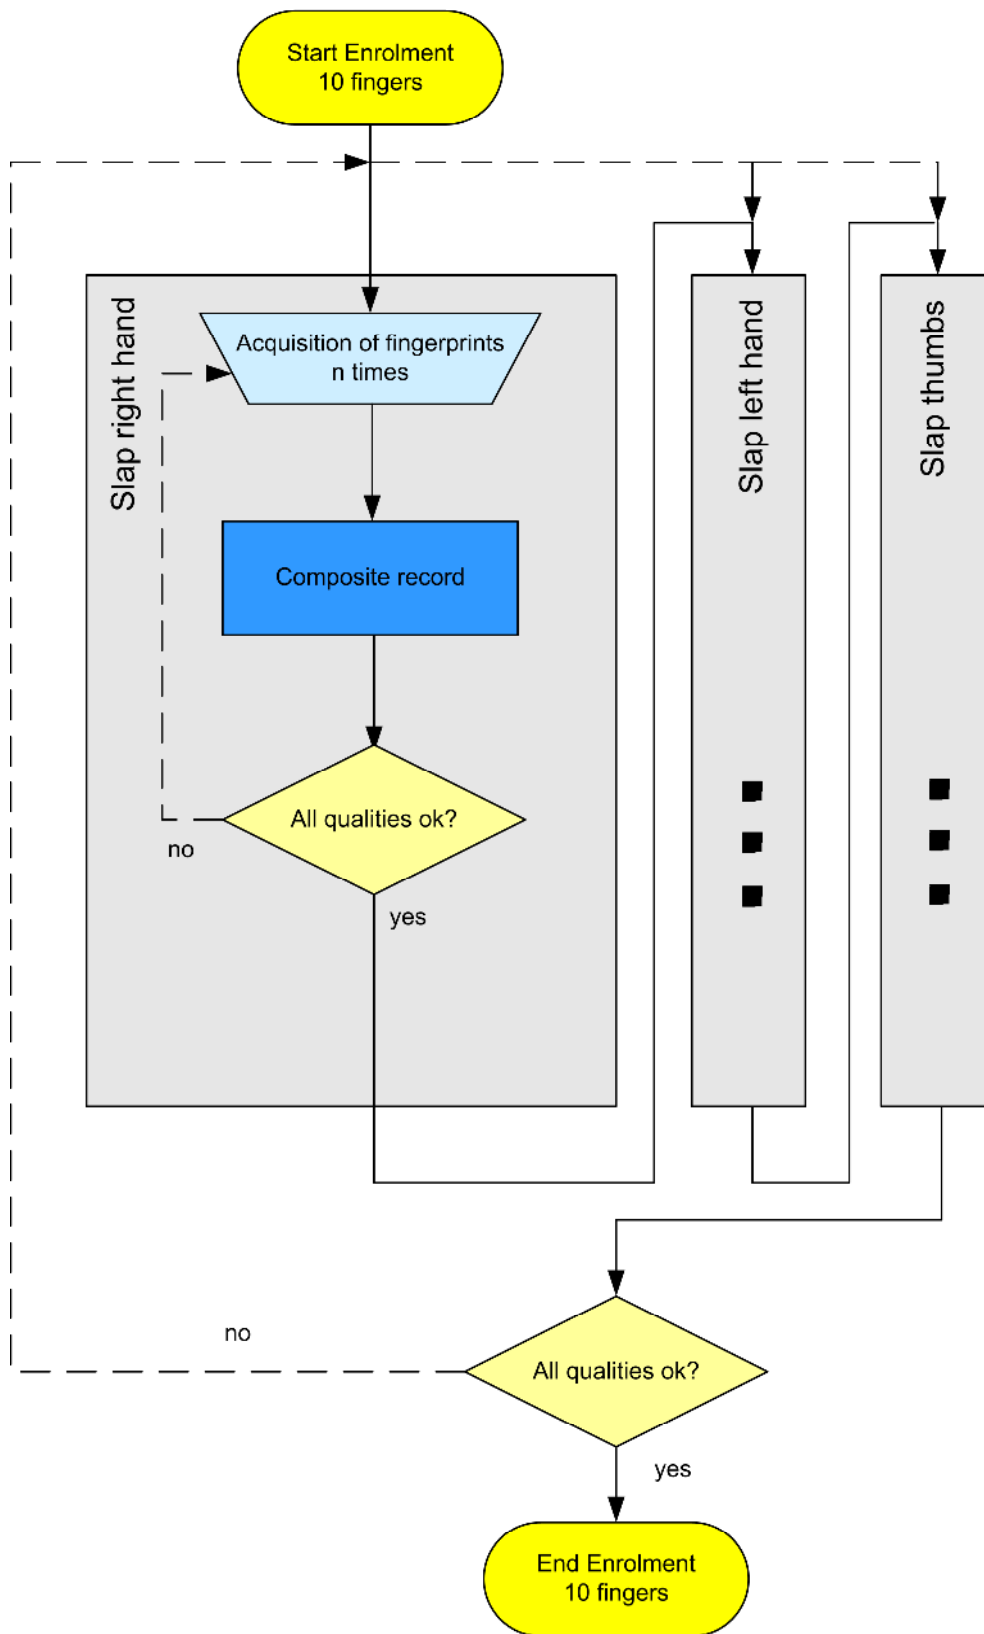 Start Enrolment
10 fingers
Slap right hand
Acquisition of fingerprints
n times
Composite record
All qualities ok?
no
yes
Slap left hand
Slap thumbs
All qualities ok?
no
yes
End Enrolment
10 fingers